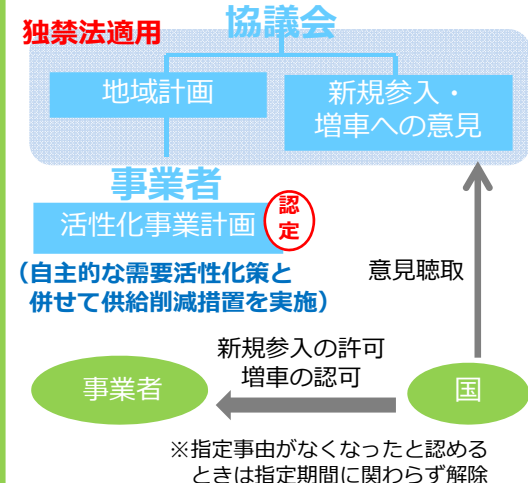 独禁法適用
協議会
地域計画
新規参入・
増車への意見
事業者
活性化事業計画
認
定
（自主的な需要活性化策と
併せて供給削減措置を実施）
意見聴取
新規参入の許可
増車の認可
事業者
国
※指定事由がなくなったと認める
ときは指定期間に関わらず解除